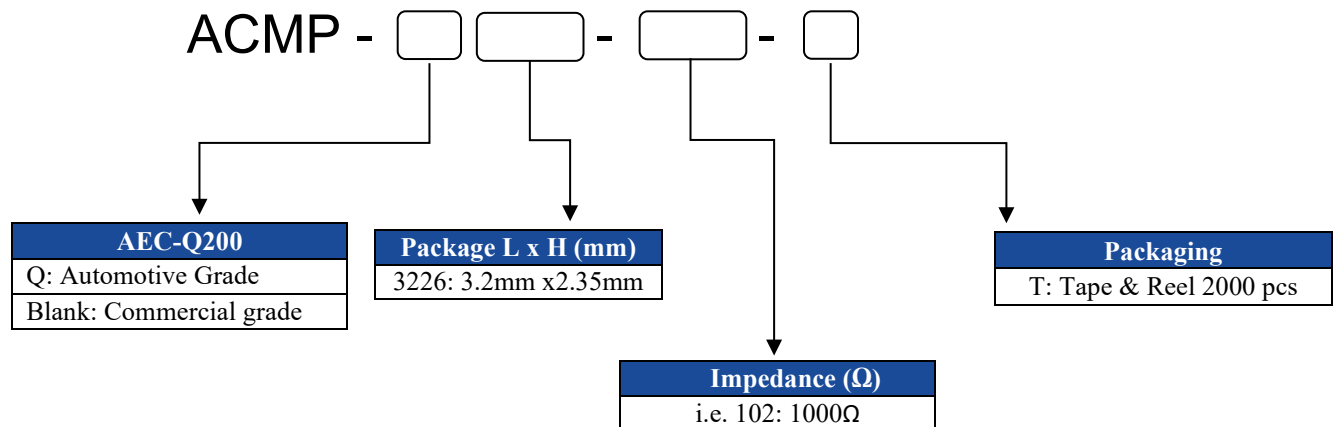 ACMP - - -
AEC-Q200
Q: Automotive Grade
Blank: Commercial grade
Package L x H (mm)
3226: 3.2mm x2.35mm
Impedance (Ω)
i.e. 102: 1000Ω
Packaging
T: Tape & Reel 2000 pcs